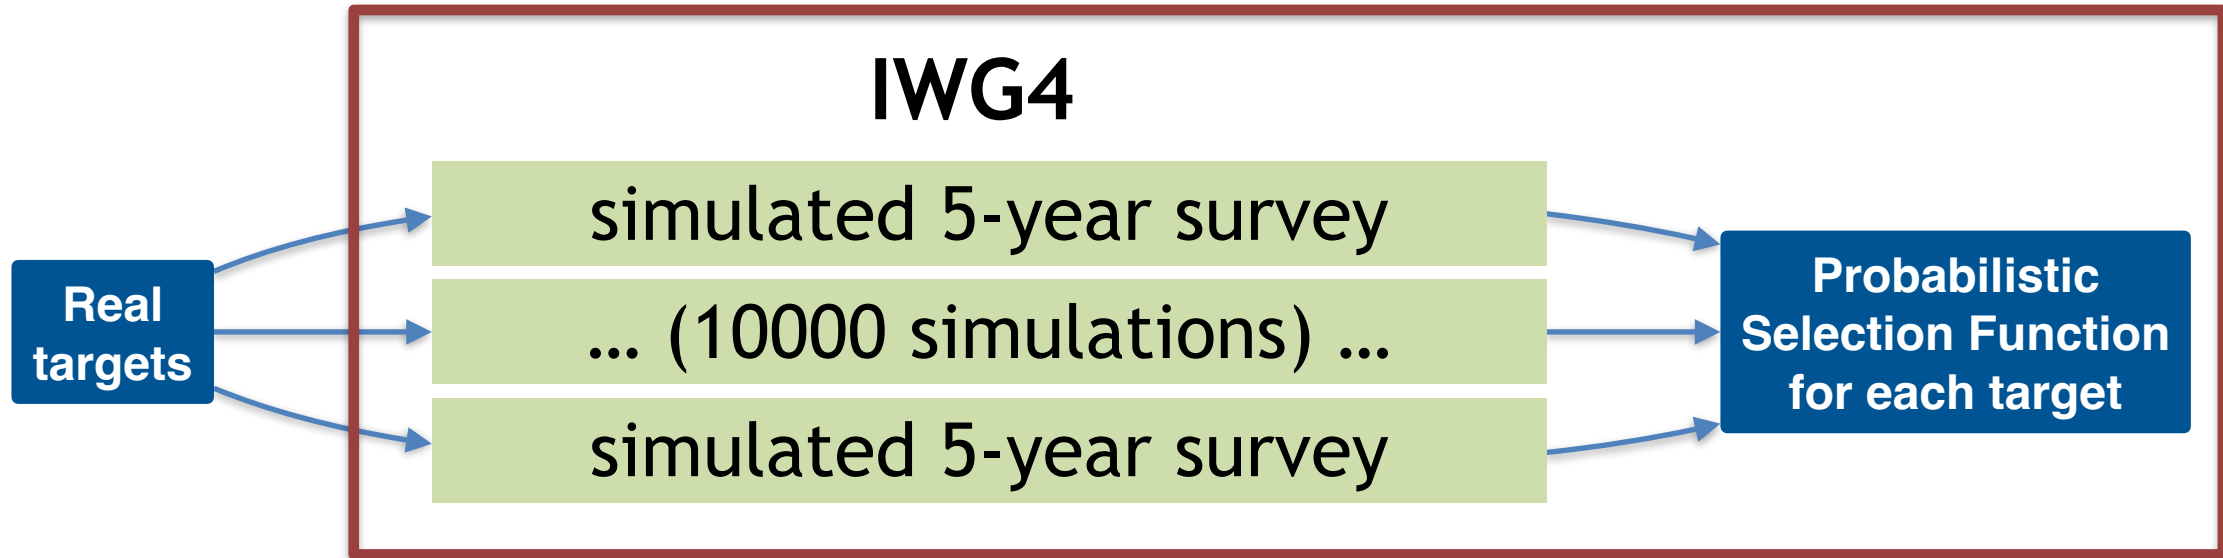 IWG4
Real
targets
simulated 5-year survey
... (10000 simulations) ...
simulated 5-year survey
Probabilistic
Selection Function
for each target